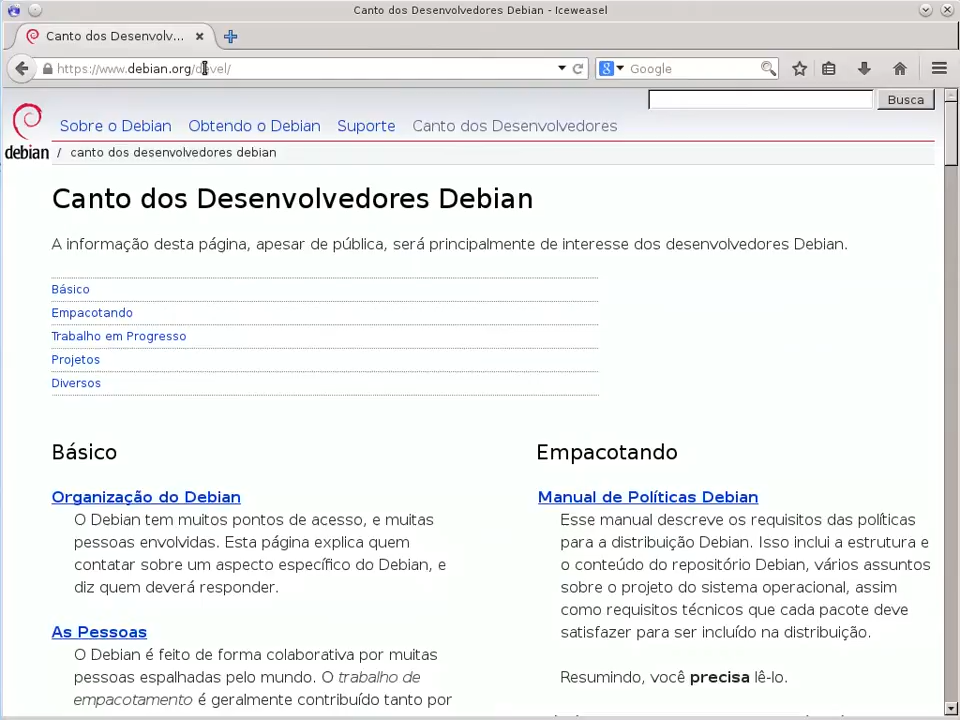 Canto dos Desenvolvedores Debian - Iceweasel
Canto dos Desenvolv...
https://www.debian.org/devel/
Google
Busca
debian
Sobre o Debian Obtendo o Debian Suporte Canto dos Desenvolvedores
/ canto dos desenvolvedores debian
Canto dos Desenvolvedores Debian
A informação desta página, apesar de pública, será principalmente de interesse dos desenvolvedores Debian.
Básico
Empacotando
Trabalho em Progresso
Projetos
Diversos
Básico
Organização do Debian
O Debian tem muitos pontos de acesso, e muitas
pessoas envolvidas. Esta página explica quem
contatar sobre um aspecto específico do Debian, e
diz quem deverá responder.
As Pessoas
O Debian é feito de forma colaborativa por muitas
pessoas espalhadas pelo mundo. O trabalho de
empacotamento é geralmente contribuído tanto por
Empacotando
Manual de Políticas Debian
Esse manual descreve os requisitos das políticas
para a distribuição Debian. Isso inclui a estrutura e
o conteúdo do repositório Debian, vários assuntos
sobre o projeto do sistema operacional, assim
como requisitos técnicos que cada pacote deve
satisfazer para ser incluído na distribuição.
Resumindo, você precisa lê-lo.